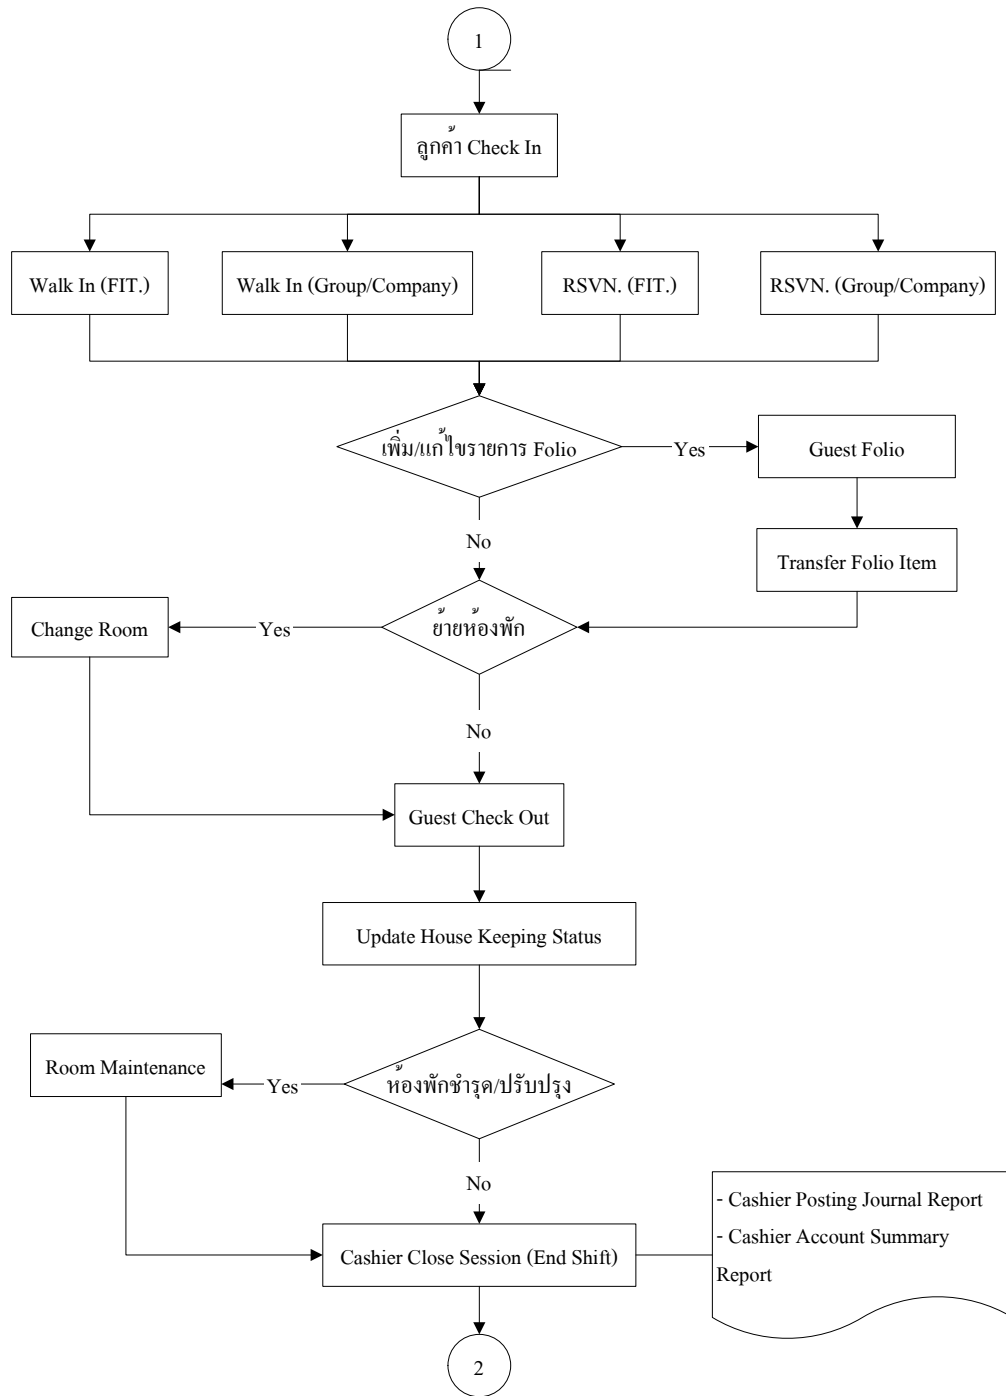 1
ลูกค้า Check In
Walk In (FIT.)
Walk In (Group/Company)
RSVN. (FIT.)
RSVN. (Group/Company)
เพิ่ม/แก้ไขรายการ Folio
Yes
Guest Folio
No
Transfer Folio Item
Change Room
Yes
ย้ายห้องพัก
No
Guest Check Out
Update House Keeping Status
Room Maintenance
Yes
ห้องพักชำรุด/ปรับปรุง
No
- Cashier Posting Journal Report
- Cashier Account Summary
Report
Cashier Close Session (End Shift)
2